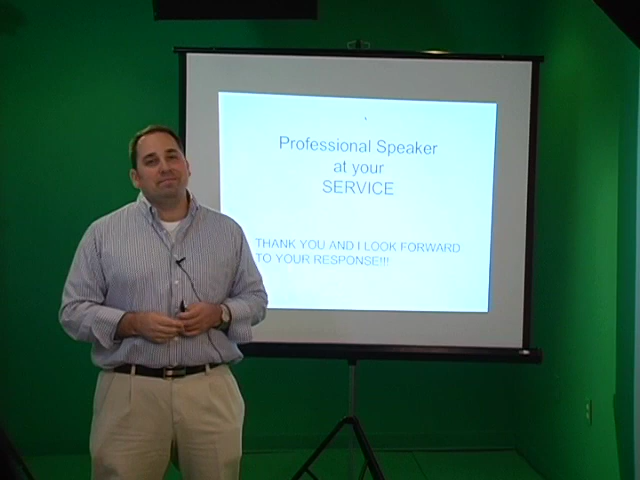 Professional Speaker
at your
SERVICE
THANK YOU AND I LOOK FORWARD
TO YOUR RESPONSE!!!